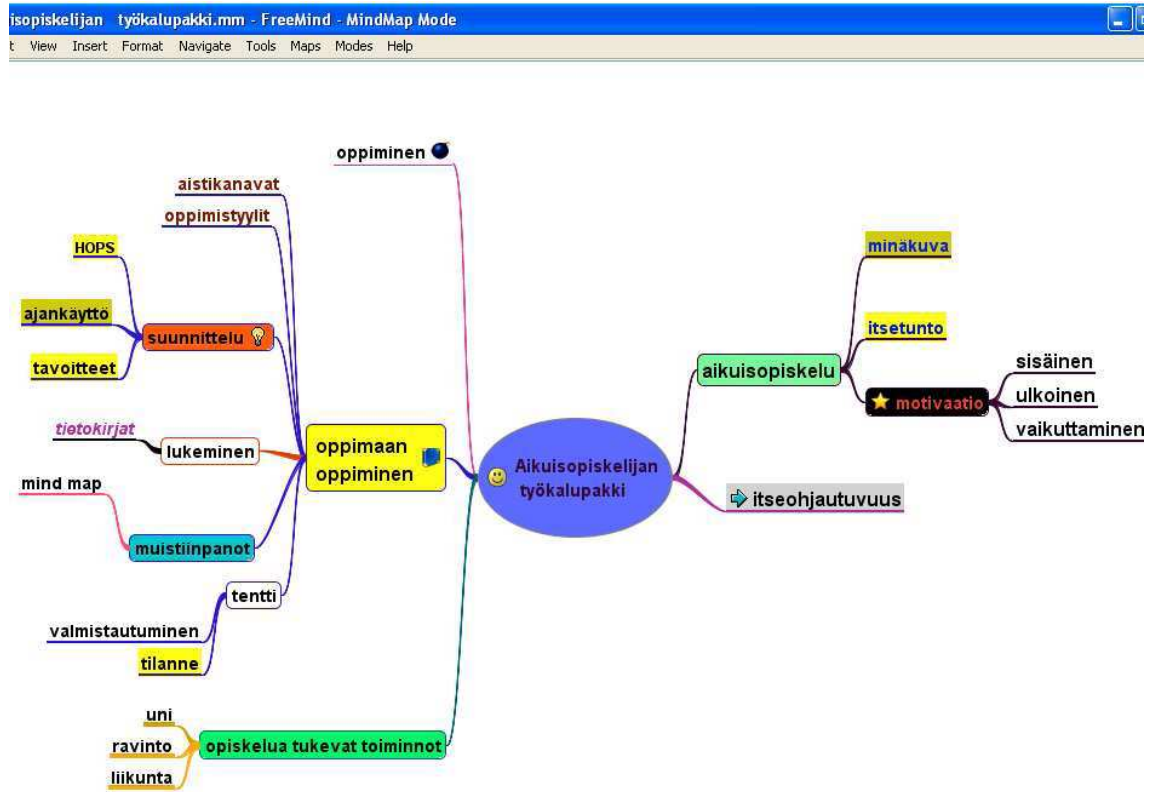 isopiskelijan työkalupakki.mm - FreeMind - MindMap Mode
t View Insert Format Navigate Tools Maps Modes Help
oppiminen
aistikanavat
oppimistyylit
HOPS
ajankäyttö
suunnittelu
tavoitteet
tietokirjat
lukeminen
oppimaan
oppiminen
mind map
muistiinpanot
tentti
valmistautuminen
tilanne
uni
ravinto
opiskelua tukevat toiminnot
liikunta
Aikuisopiskelijan
työkalupakki
minäkuva
itsetunto
aikuisopiskelu
motivaatio
sisäinen
ulkoinen
vaikuttaminen
itseohjautuvuus